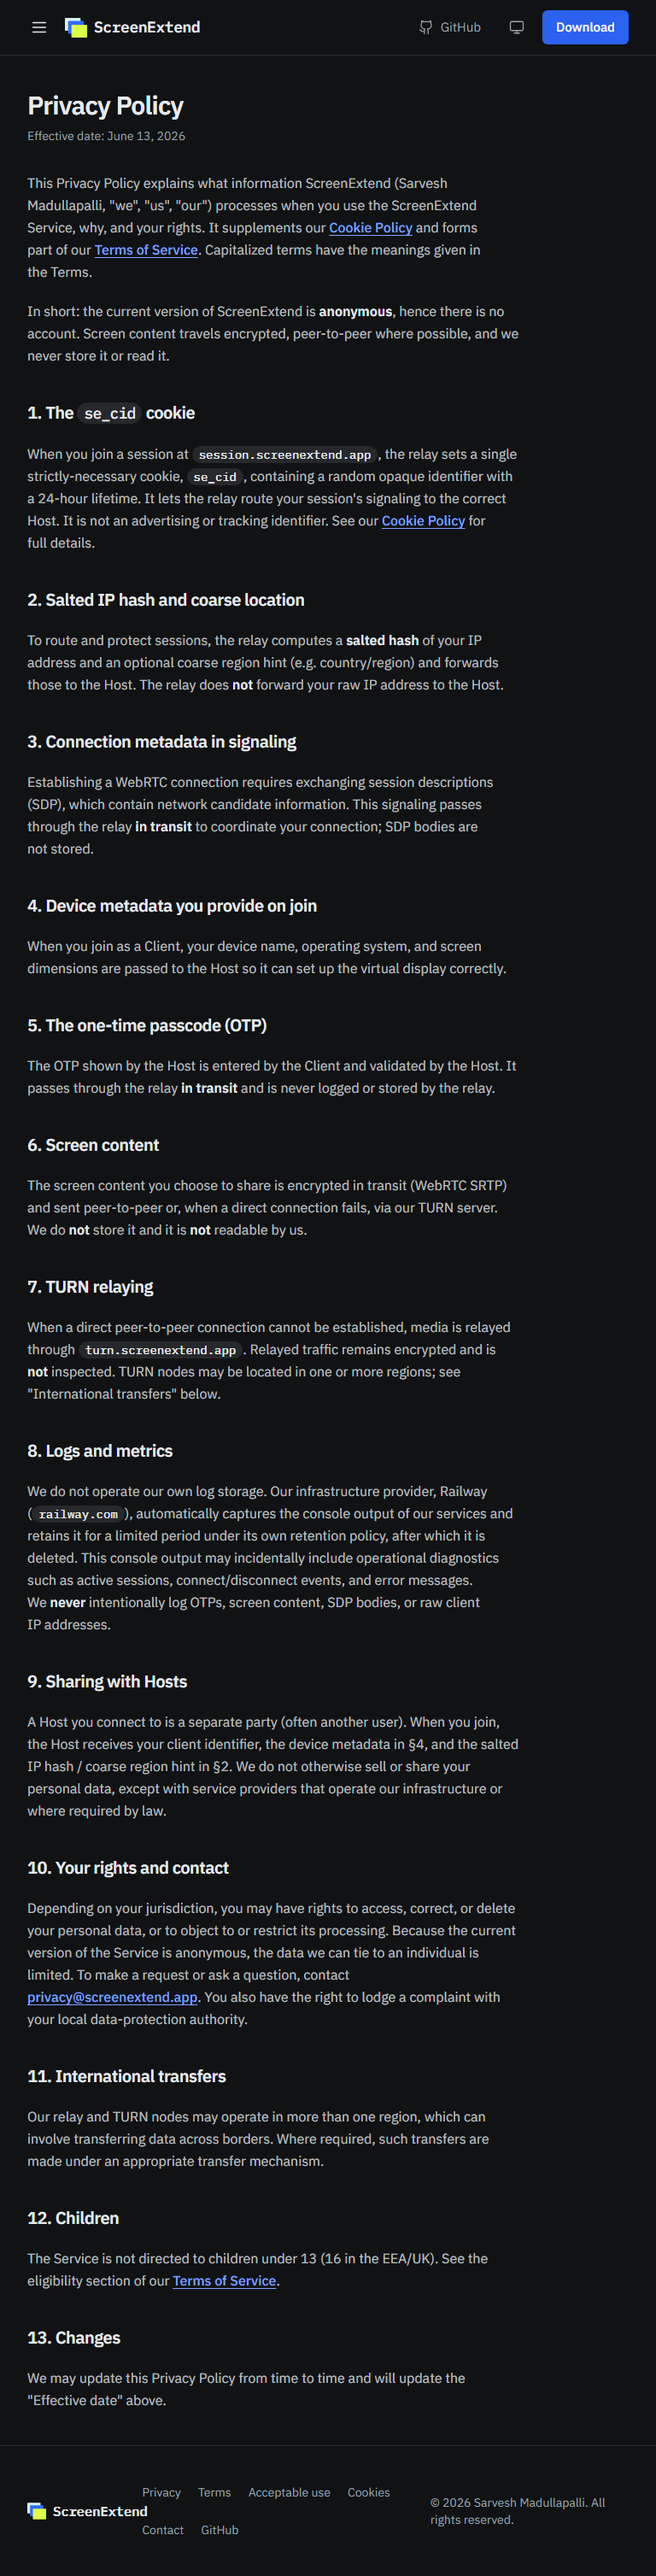 ScreenExtend
GitHub
Download
Privacy Policy
Effective date: June 13, 2026
This Privacy Policy explains what information ScreenExtend (Sarvesh
Madullapalli, "we", "us", "our") processes when you use the ScreenExtend
Service, why, and your rights. It supplements our Cookie Policy and forms
part of our Terms of Service. Capitalized terms have the meanings given in
the Terms.
In short: the current version of ScreenExtend is anonymous, hence there is no
account. Screen content travels encrypted, peer-to-peer where possible, and we
never store it or read it.
1. The se_cid cookie
When you join a session at session.screenextend.app, the relay sets a single
strictly-necessary cookie, se_cid, containing a random opaque identifier with
a 24-hour lifetime. It lets the relay route your session's signaling to the correct
Host. It is not an advertising or tracking identifier. See our Cookie Policy for
full details.
2. Salted IP hash and coarse location
To route and protect sessions, the relay computes a salted hash of your IP
address and an optional coarse region hint (e.g. country/region) and forwards
those to the Host. The relay does not forward your raw IP address to the Host.
3. Connection metadata in signaling
Establishing a WebRTC connection requires exchanging session descriptions
(SDP), which contain network candidate information. This signaling passes
through the relay in transit to coordinate your connection; SDP bodies are
not stored.
4. Device metadata you provide on join
When you join as a Client, your device name, operating system, and screen
dimensions are passed to the Host so it can set up the virtual display correctly.
5. The one-time passcode (OTP)
The OTP shown by the Host is entered by the Client and validated by the Host. It
passes through the relay in transit and is never logged or stored by the relay.
6. Screen content
The screen content you choose to share is encrypted in transit (WebRTC SRTP)
and sent peer-to-peer or, when a direct connection fails, via our TURN server.
We do not store it and it is not readable by us.
7. TURN relaying
When a direct peer-to-peer connection cannot be established, media is relayed
through turn.screenextend.app. Relayed traffic remains encrypted and is
not inspected. TURN nodes may be located in one or more regions; see
"International transfers" below.
8. Logs and metrics
We do not operate our own log storage. Our infrastructure provider, Railway
(railway.com), automatically captures the console output of our services and
retains it for a limited period under its own retention policy, after which it is
deleted. This console output may incidentally include operational diagnostics
such as active sessions, connect/disconnect events, and error messages.
We never intentionally log OTPs, screen content, SDP bodies, or raw client
IP addresses.
9. Sharing with Hosts
A Host you connect to is a separate party (often another user). When you join,
the Host receives your client identifier, the device metadata in §4, and the salted
IP hash / coarse region hint in §2. We do not otherwise sell or share your
personal data, except with service providers that operate our infrastructure or
where required by law.
10. Your rights and contact
Depending on your jurisdiction, you may have rights to access, correct, or delete
your personal data, or to object to or restrict its processing. Because the current
version of the Service is anonymous, the data we can tie to an individual is
limited. To make a request or ask a question, contact
privacy@screenextend.app. You also have the right to lodge a complaint with
your local data-protection authority.
11. International transfers
Our relay and TURN nodes may operate in more than one region, which can
involve transferring data across borders. Where required, such transfers are
made under an appropriate transfer mechanism.
12. Children
The Service is not directed to children under 13 (16 in the EEA/UK). See the
eligibility section of our Terms of Service.
13. Changes
We may update this Privacy Policy from time to time and will update the
"Effective date" above.
ScreenExtend
Privacy Terms Acceptable use Cookies
Contact GitHub
© 2026 Sarvesh Madullapalli. All
rights reserved.